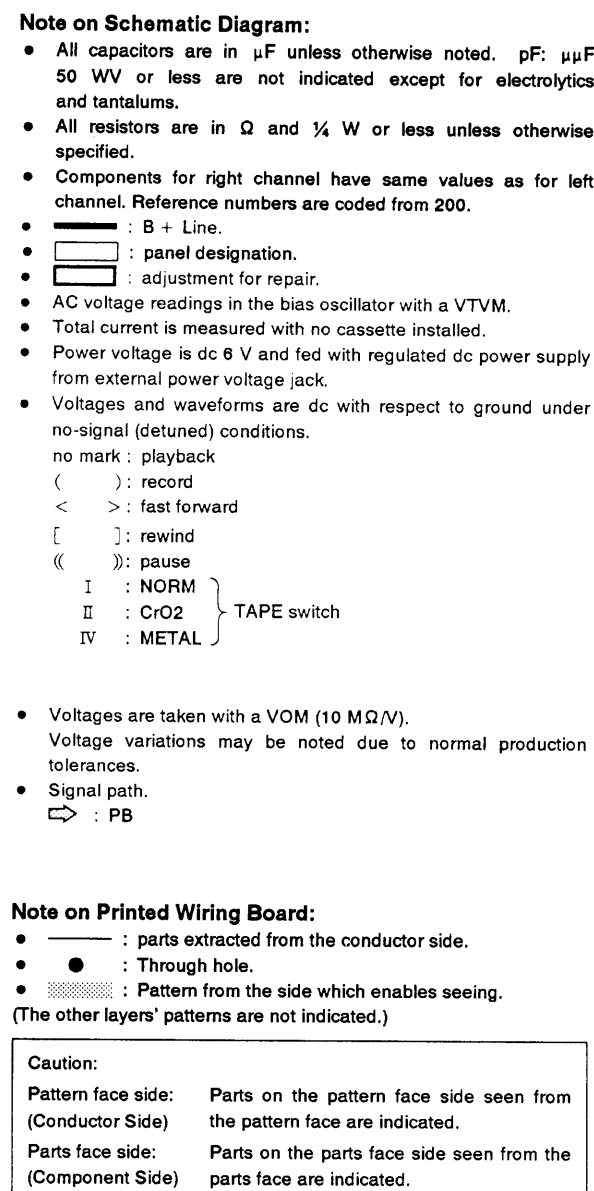 Note on Schematic Diagram:
● All capacitors are in μF unless otherwise noted. pF: μμF
50 WV or less are not indicated except for electrolytics
and tantalums.
● All resistors are in Ω and ¼ W or less unless otherwise
specified.
● Components for right channel have same values as for left
channel. Reference numbers are coded from 200.
● : B + Line.
● : panel designation.
● : adjustment for repair.
● AC voltage readings in the bias oscillator with a VTVM.
● Total current is measured with no cassette installed.
● Power voltage is dc 6 V and fed with regulated dc power supply
from external power voltage jack.
● Voltages and waveforms are dc with respect to ground under
no-signal (detuned) conditions.
no mark : playback
( ) : record
< > : fast forward
[ ] : rewind
(( )) : pause
I : NORM
II : CrO2 TAPE switch
IV : METAL
● Voltages are taken with a VOM (10 MΩ/V).
Voltage variations may be noted due to normal production
tolerances.
● Signal path.
: PB
Note on Printed Wiring Board:
● : parts extracted from the conductor side.
● ● : Through hole.
● : Pattern from the side which enables seeing.
(The other layers' patterns are not indicated.)
Caution:
Pattern face side: Parts on the pattern face side seen from
(Conductor Side) the pattern face are indicated.
Parts face side: Parts on the parts face side seen from the
(Component Side) parts face are indicated.